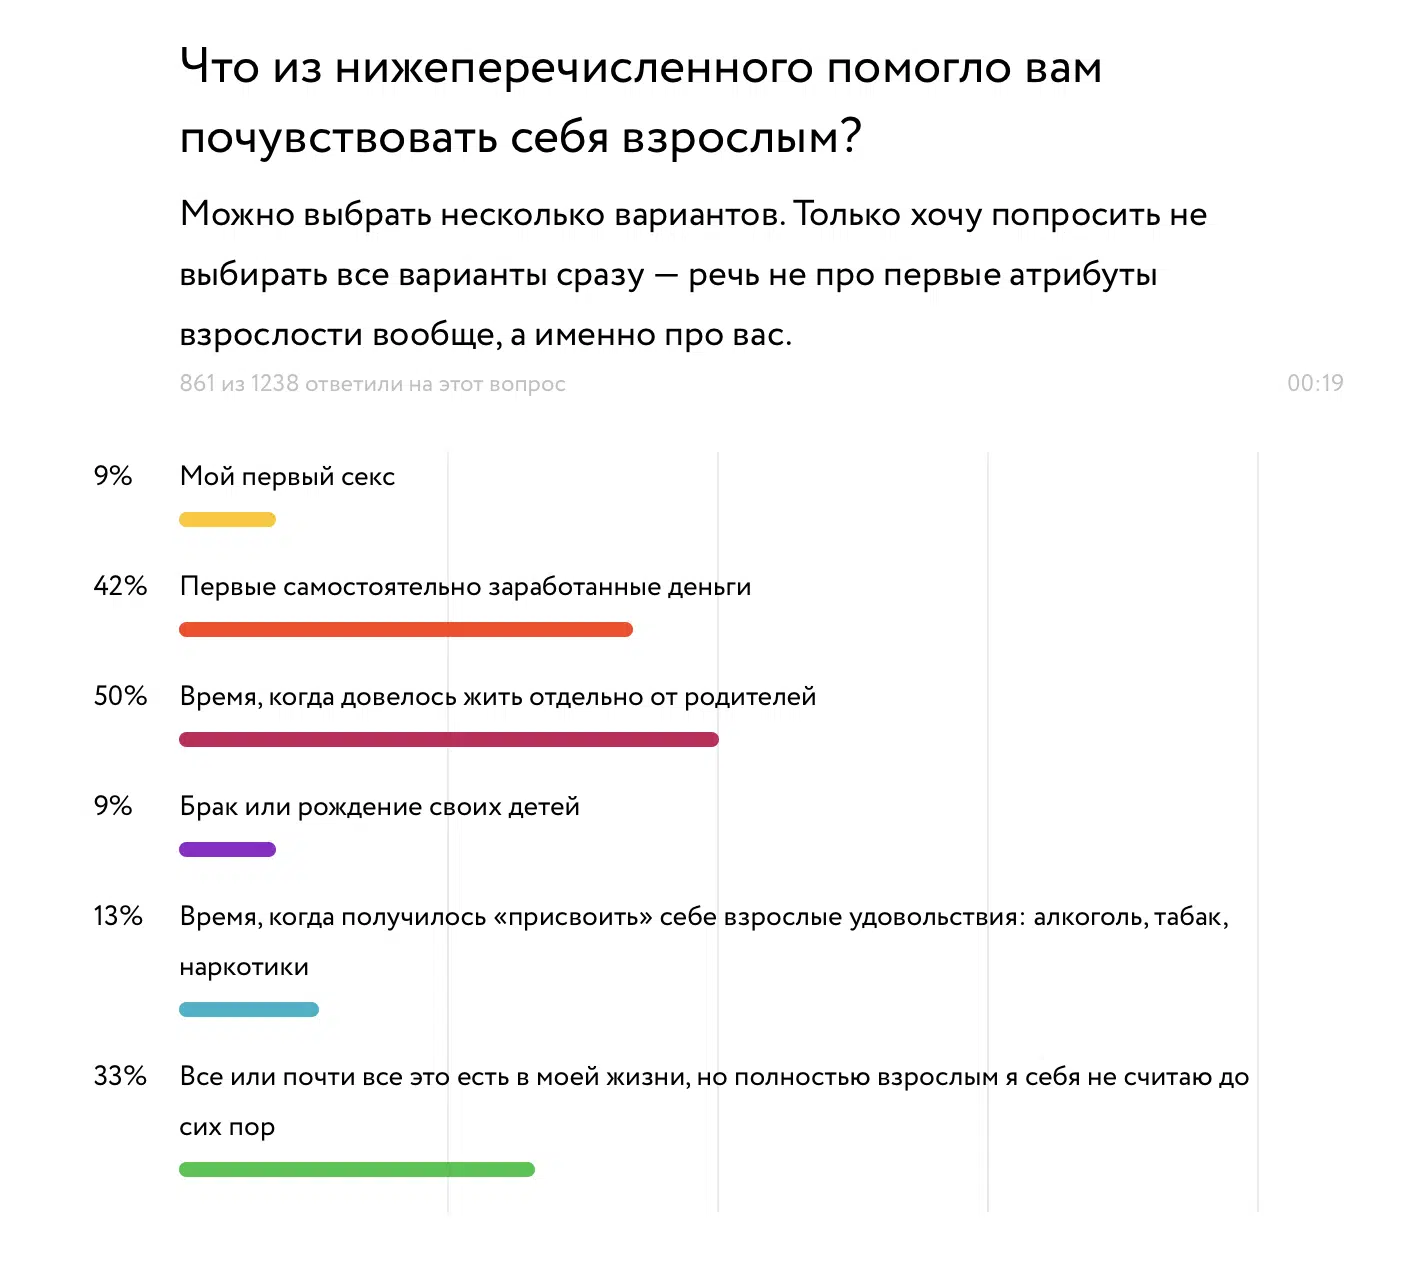 Что из нижеперечисленного помогло вам
почувствовать себя взрослым?
Можно выбрать несколько вариантов. Только хочу попросить не
выбирать все варианты сразу — речь не про первые атрибуты
взрослости вообще, а именно про вас.
861 из 1238 ответили на этот вопрос 00:19
9% Мой первый секс
42% Первые самостоятельно заработанные деньги
50% Время, когда довелось жить отдельно от родителей
9% Брак или рождение своих детей
13% Время, когда получилось «присвоить» себе взрослые удовольствия: алкоголь, табак,
наркотики
33% Все или почти все это есть в моей жизни, но полностью взрослым я себя не считаю до
сих пор